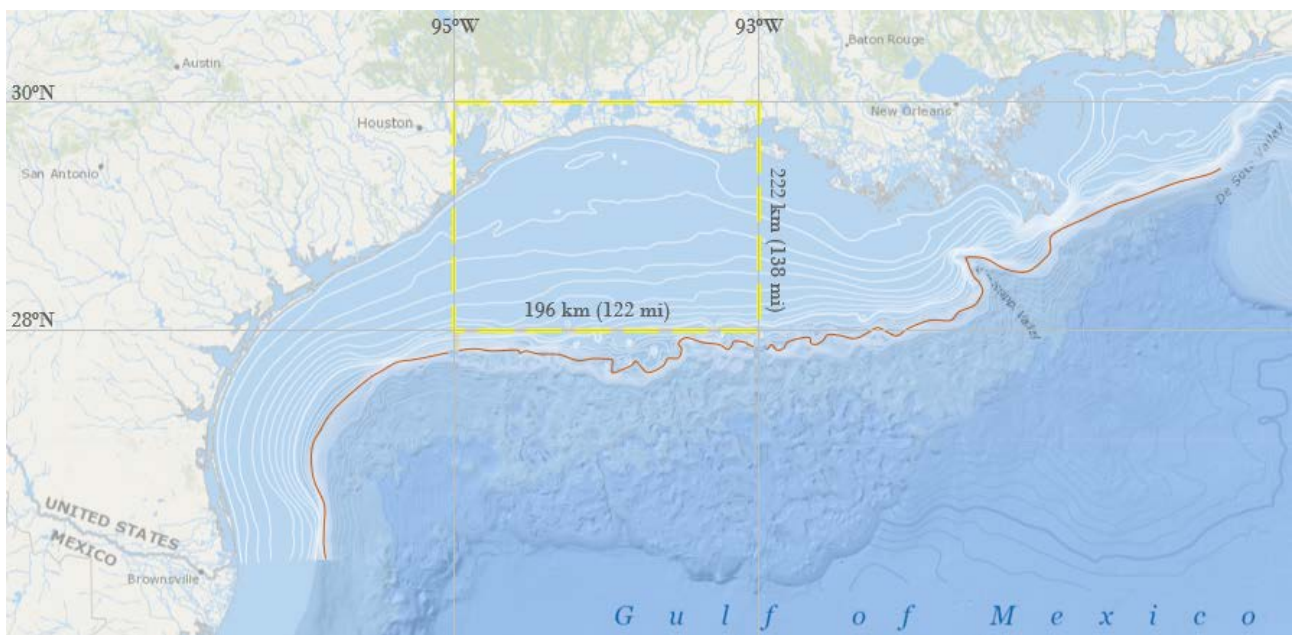 95ºW
93ºW
Baton Rouge
Austin
30ºN
New Orleans
Houston
San Antonio
De Soto Valley
222 km (138 mi)
196 km (122 mi)
28ºN
Valley
UNITED STATES
MEXICO
Brownsville
Gulf of Mexico